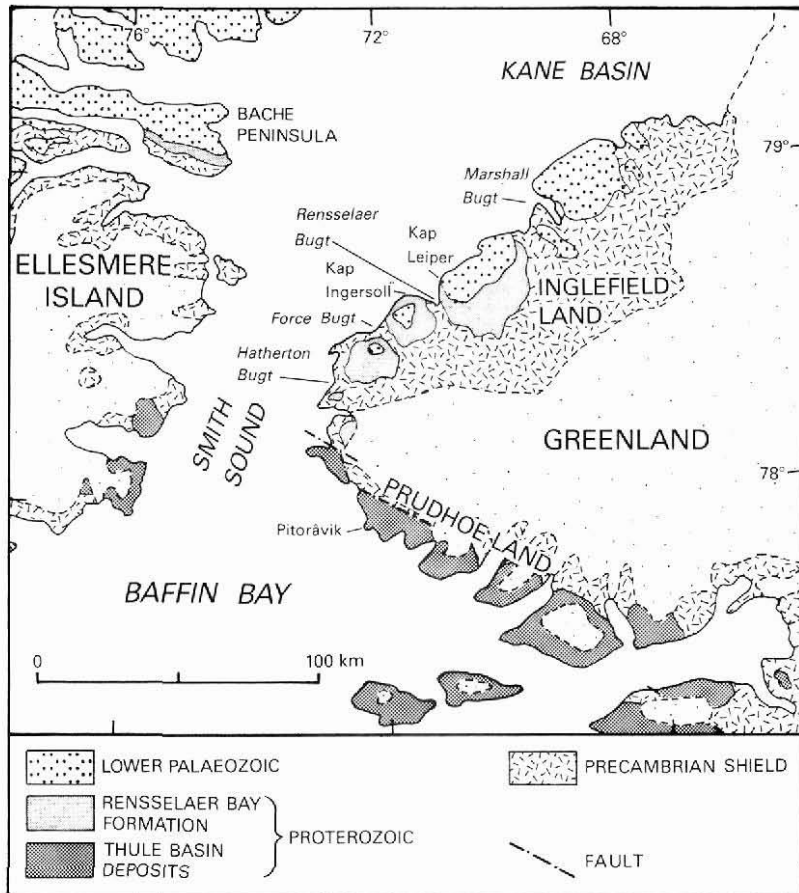 76°
72°
68°
KANE BASIN
BACHE
PENINSULA
79°
Marshall
Bugt
Rensselaer
Bugt
Kap
Leiper
ELLESMERE
ISLAND
Kap
Ingersoll
INGLEFIELD
LAND
Force Bugt
Hatherton
Bugt
SMITH
SOUND
GREENLAND
78°
PRUDHOE LAND
Pitorâvik
BAFFIN BAY
0
100 km
LOWER PALAEOZOIC
PRECAMBRIAN SHIELD
RENSSELAER BAY
FORMATION
PROTEROZOIC
THULE BASIN
DEPOSITS
FAULT